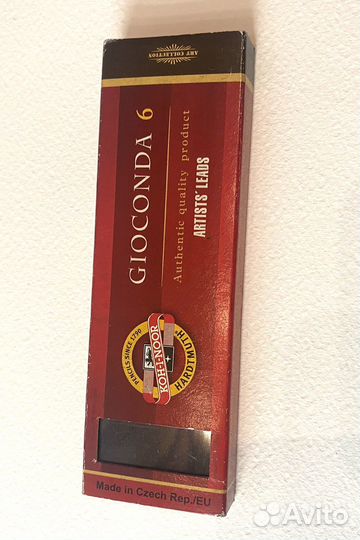 ART COLLECTION
GIOCONDA 6
Authentic quality product
ARTISTS´ LEADS
PENCILS SINCE 1790
KOH-I-NOOR
HARDTMUTH
Made in Czech Rep./EU
Avito